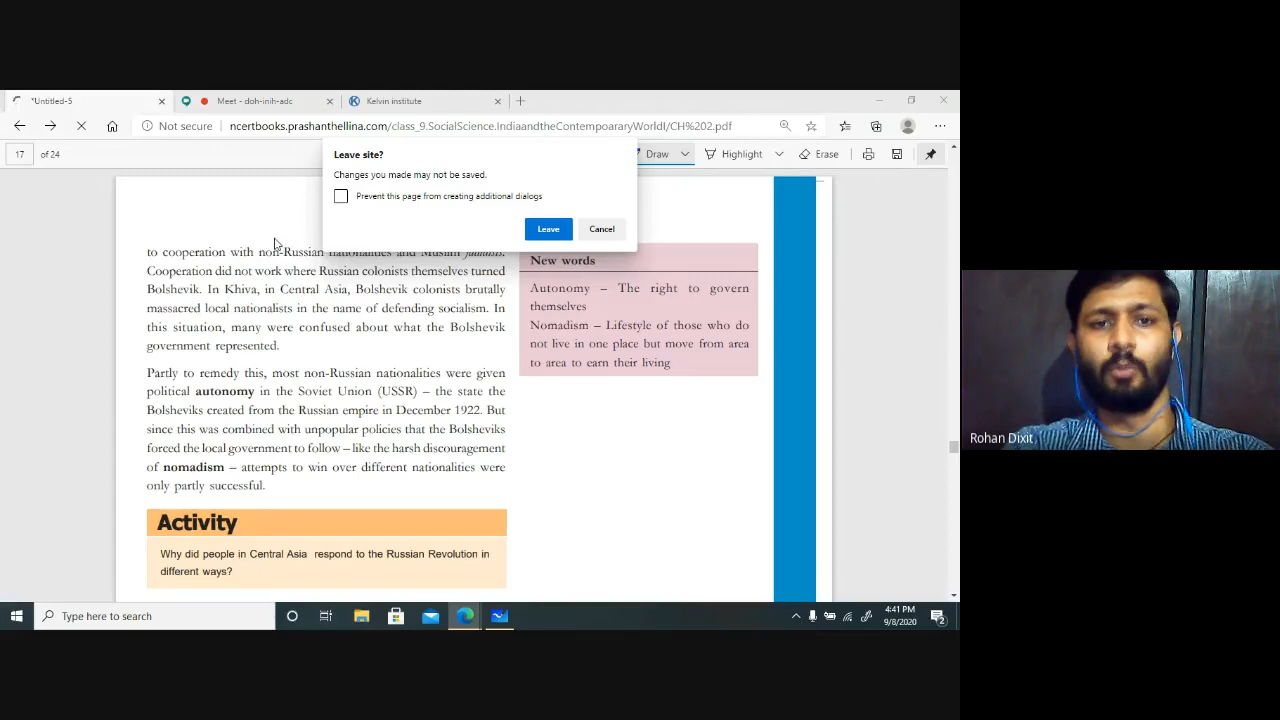 *Untitled-5
Meet - doh-inih-adc
Kelvin institute
Not secure
ncertbooks.prashanthellina.com/class_9.SocialScience.IndiaandtheContempoararyWorldI/CH%202.pdf
17 of 24
Draw
Highlight
Erase
Leave site?
Changes you made may not be saved.
Prevent this page from creating additional dialogs
Leave
Cancel
to cooperation with non-Russian nationalities and Muslim jadidists.
Cooperation did not work where Russian colonists themselves turned
Bolshevik. In Khiva, in Central Asia, Bolshevik colonists brutally
massacred local nationalists in the name of defending socialism. In
this situation, many were confused about what the Bolshevik
government represented.
Partly to remedy this, most non-Russian nationalities were given
political autonomy in the Soviet Union (USSR) – the state the
Bolsheviks created from the Russian empire in December 1922. But
since this was combined with unpopular policies that the Bolsheviks
forced the local government to follow – like the harsh discouragement
of nomadism – attempts to win over different nationalities were
only partly successful.
Activity
Why did people in Central Asia respond to the Russian Revolution in
different ways?
New words
Autonomy – The right to govern
themselves
Nomadism – Lifestyle of those who do
not live in one place but move from area
to area to earn their living
Rohan Dixit
Type here to search
4:41 PM
9/8/2020
2